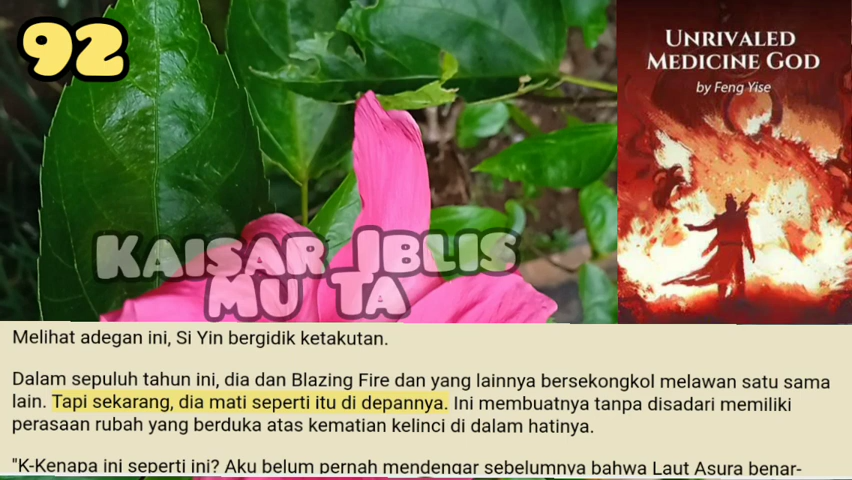 92
UNRIVALED
MEDICINE GOD
by Feng Yise
KAISAR IBLIS
MU TA
Melihat adegan ini, Si Yin bergidik ketakutan.
Dalam sepuluh tahun ini, dia dan Blazing Fire dan yang lainnya bersekongkol melawan satu sama
lain. Tapi sekarang, dia mati seperti itu di depannya. Ini membuatnya tanpa disadari memiliki
perasaan rubah yang berduka atas kematian kelinci di dalam hatinya.
"K-Kenapa ini seperti ini? Aku belum pernah mendengar sebelumnya bahwa Laut Asura benar-